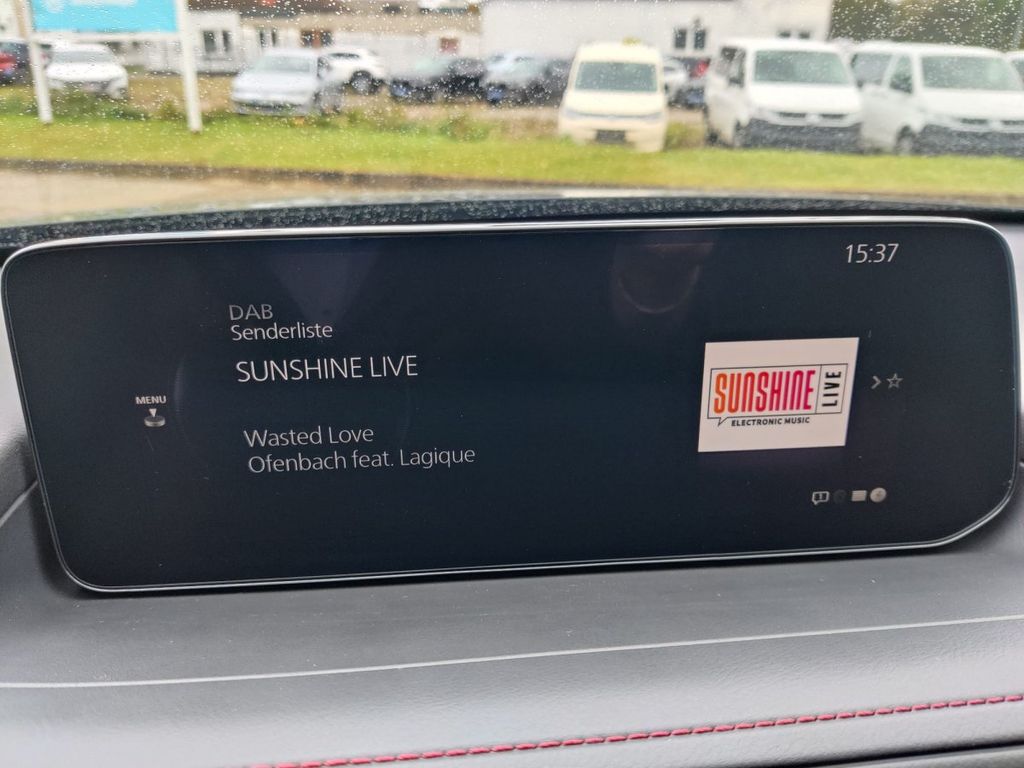 15:37
DAB
Senderliste
SUNSHINE LIVE
MENU
Wasted Love
Ofenbach feat. Lagique
SUNSHINE LIVE
ELECTRONIC MUSIC